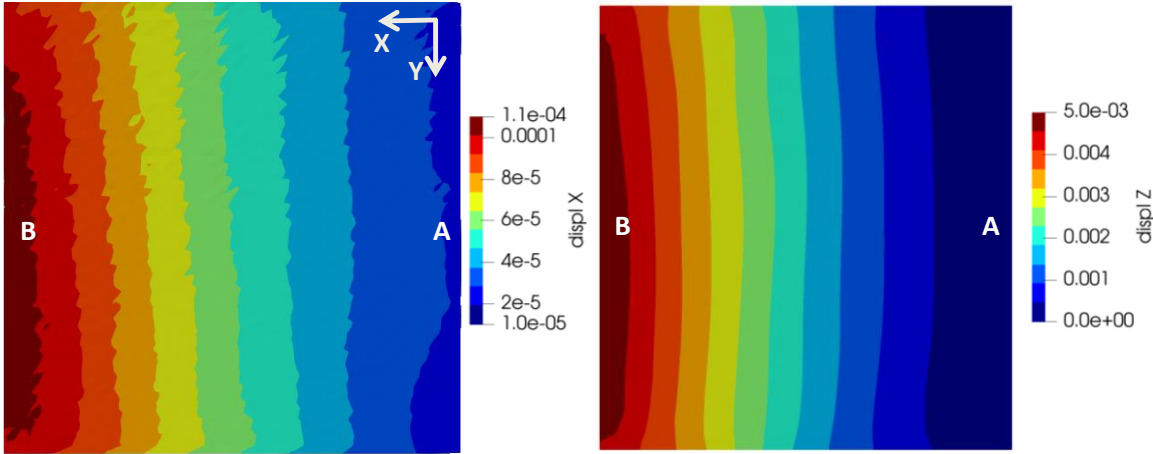 X
Y
B
A
1.1e-04
0.0001
8e-5
6e-5
4e-5
2e-5
1.0e-05
displ X
B
A
5.0e-03
0.004
0.003
0.002
0.001
0.0e+00
displ Z